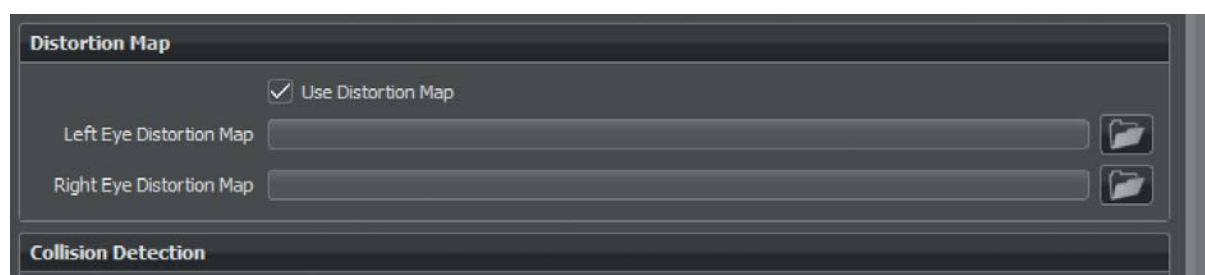 Distortion Map
Use Distortion Map
Left Eye Distortion Map
Right Eye Distortion Map
Collision Detection